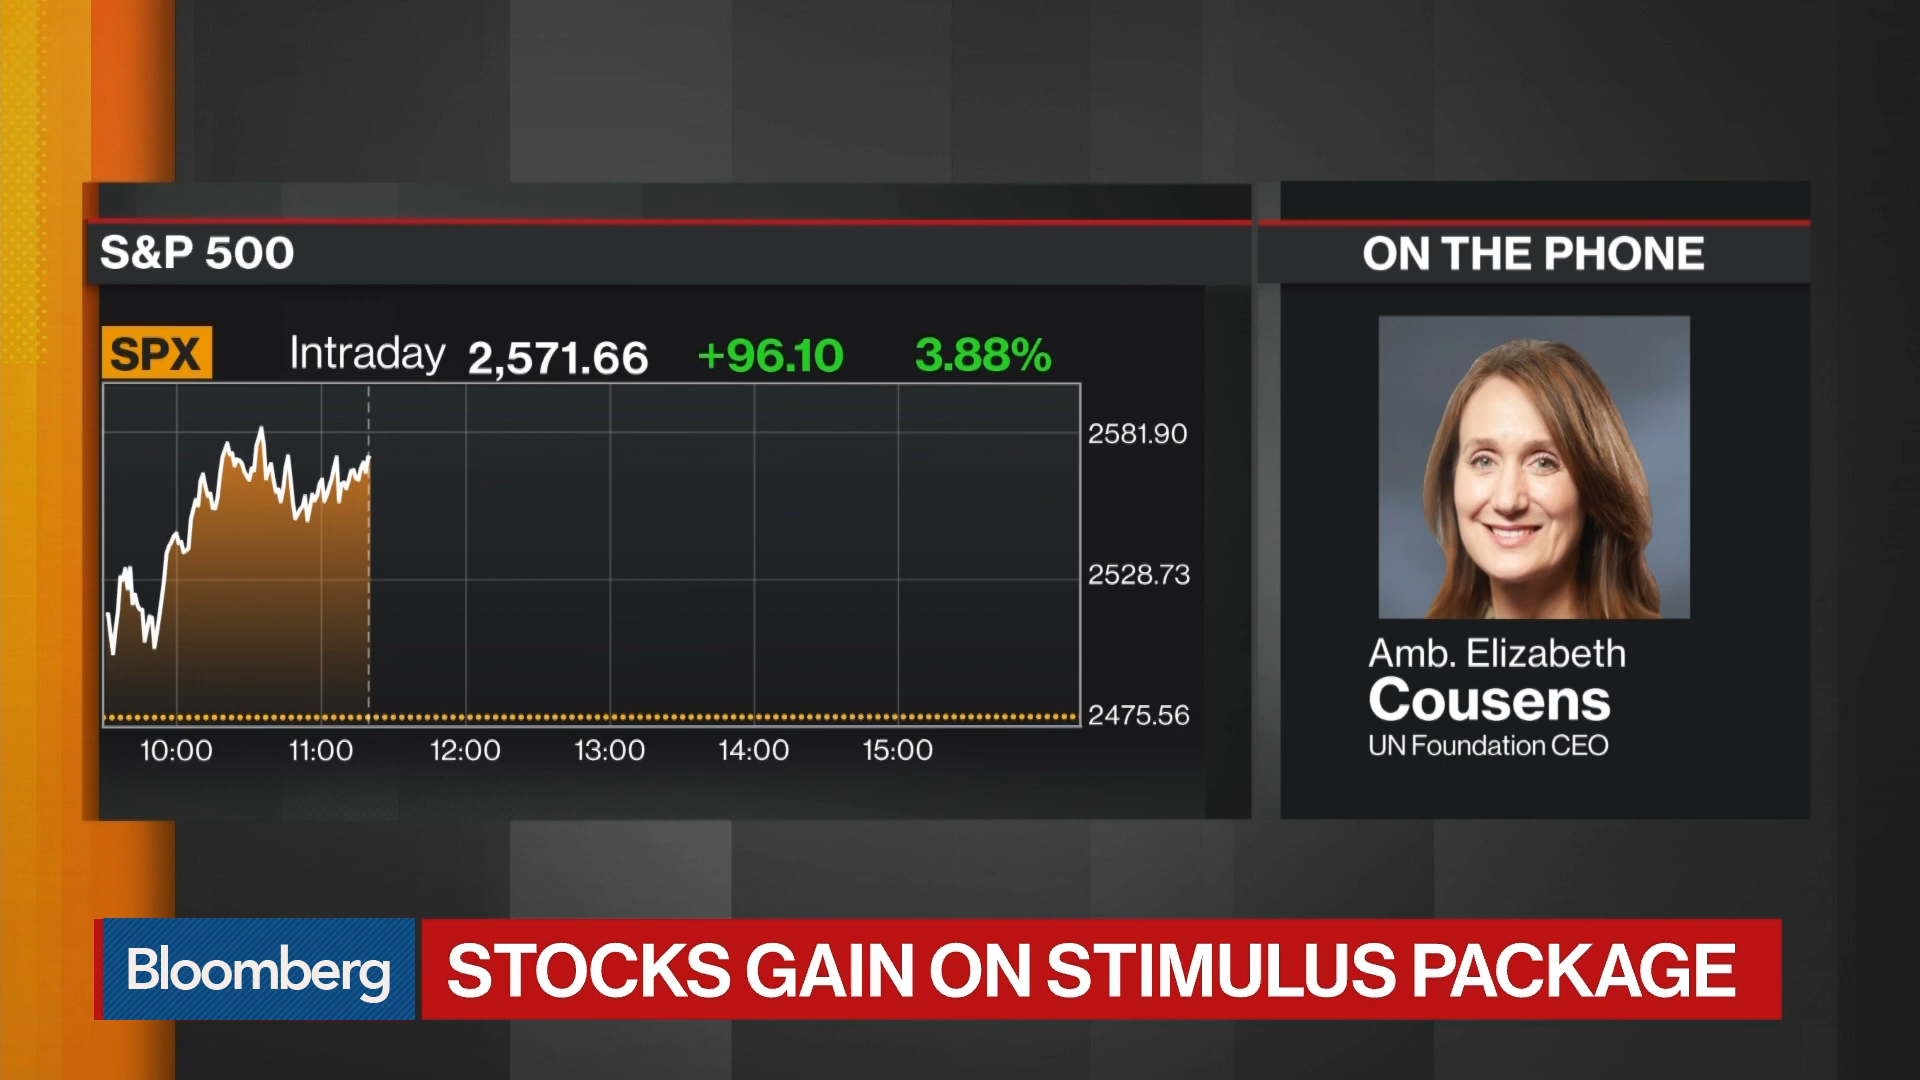 S&P 500
SPX Intraday 2,571.66 +96.10 3.88%
2581.90
2528.73
2475.56
10:00 11:00 12:00 13:00 14:00 15:00
ON THE PHONE
Amb. Elizabeth
Cousens
UN Foundation CEO
Bloomberg STOCKS GAIN ON STIMULUS PACKAGE